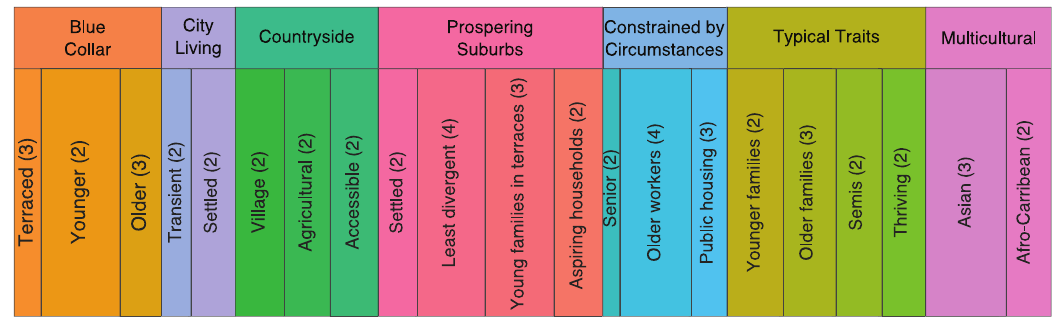 Blue
Collar
City
Living
Countryside
Prospering
Suburbs
Constrained by
Circumstances
Typical Traits
Multicultural
Terraced (3)
Younger (2)
Older (3)
Transient (2)
Settled (2)
Village (2)
Agricultural (2)
Accessible (2)
Settled (2)
Least divergent (4)
Young families in terraces (3)
Aspiring households (2)
Senior (2)
Older workers (4)
Public housing (3)
Younger families (2)
Older families (3)
Semis (2)
Thriving (2)
Asian (3)
Afro-Carribean (2)